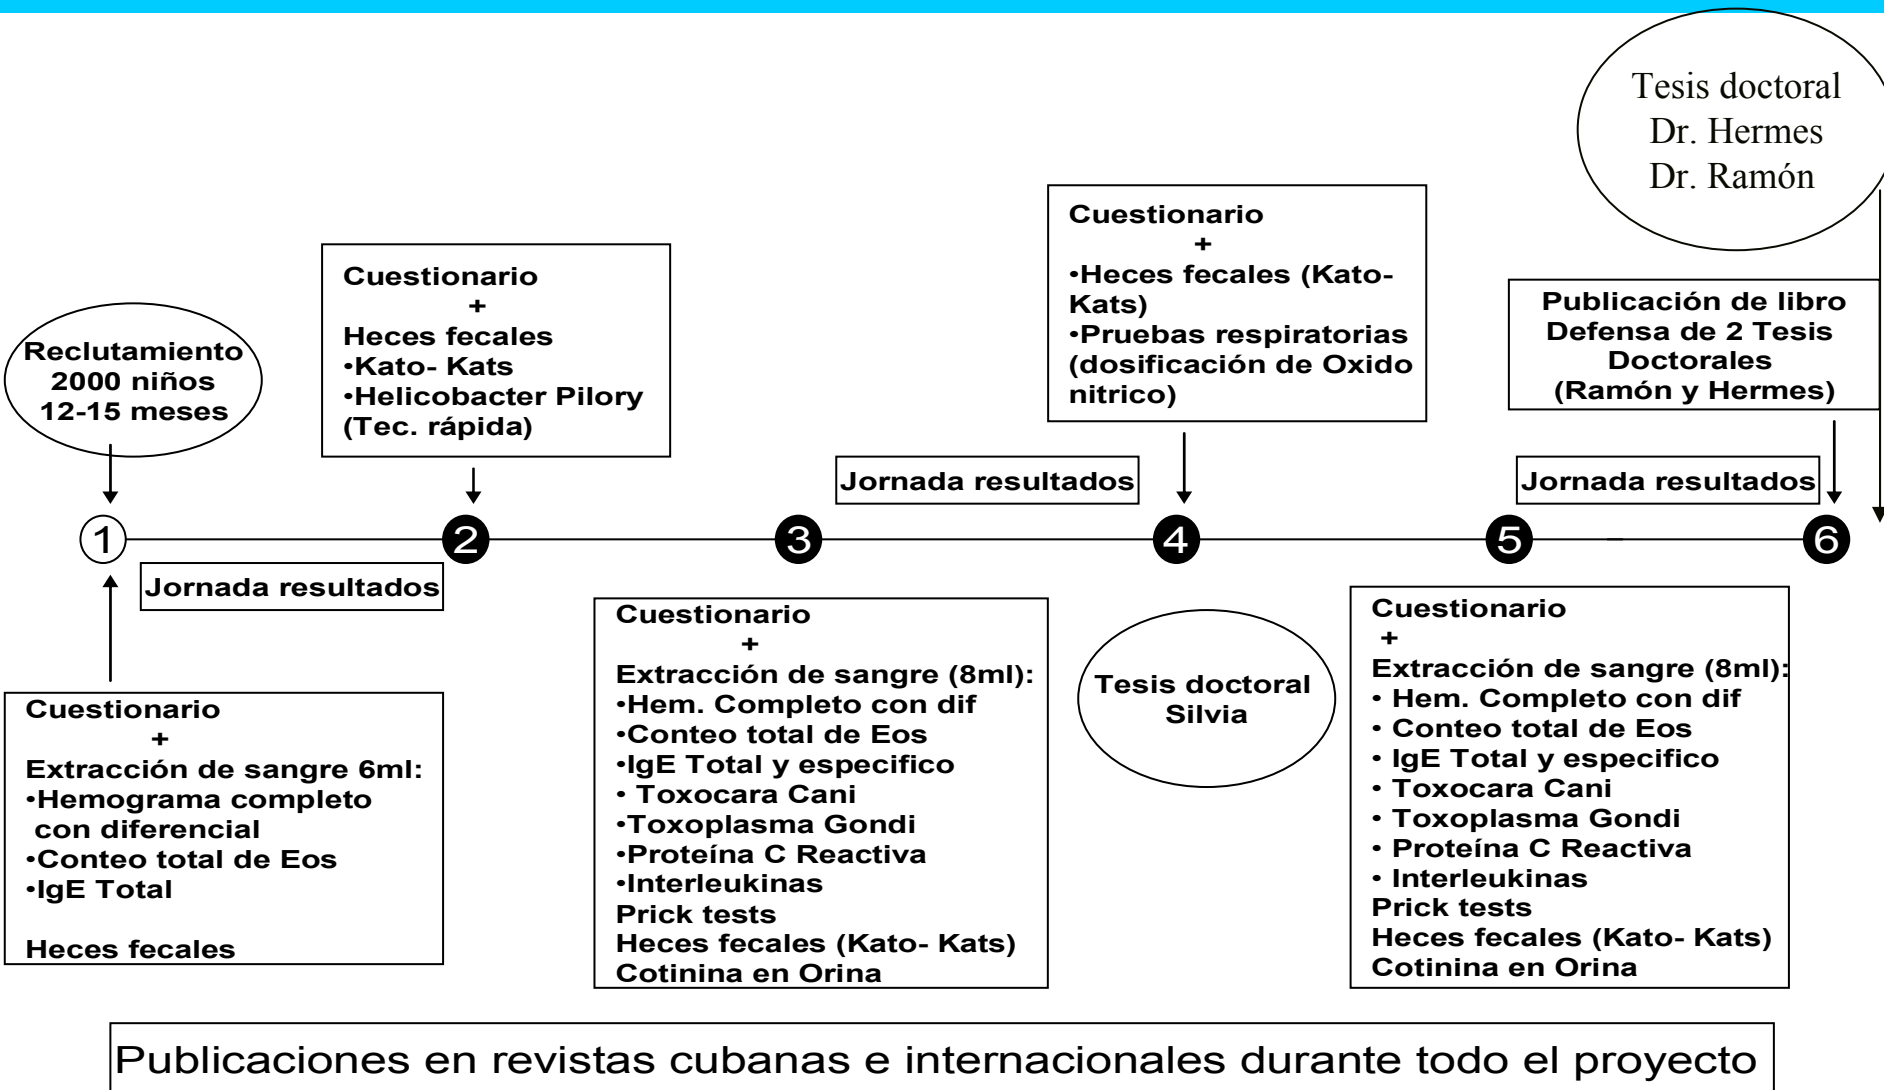 Tesis doctoral
Dr. Hermes
Dr. Ramón
Reclutamiento
2000 niños
12-15 meses
Cuestionario
+
Heces fecales
•Kato- Kats
•Helicobacter Pilory
(Tec. rápida)
Cuestionario
+
•Heces fecales (Kato-
Kats)
•Pruebas respiratorias
(dosificación de Oxido
nitrico)
Publicación de libro
Defensa de 2 Tesis
Doctorales
(Ramón y Hermes)
Jornada resultados
Jornada resultados
1
2
3
4
5
6
Jornada resultados
Cuestionario
+
Extracción de sangre 6ml:
•Hemograma completo
con diferencial
•Conteo total de Eos
•IgE Total
Heces fecales
Cuestionario
+
Extracción de sangre (8ml):
•Hem. Completo con dif
•Conteo total de Eos
•IgE Total y especifico
• Toxocara Cani
•Toxoplasma Gondi
•Proteína C Reactiva
•Interleukinas
Prick tests
Heces fecales (Kato- Kats)
Cotinina en Orina
Tesis doctoral
Silvia
Cuestionario
+
Extracción de sangre (8ml):
• Hem. Completo con dif
• Conteo total de Eos
• IgE Total y especifico
• Toxocara Cani
• Toxoplasma Gondi
• Proteína C Reactiva
• Interleukinas
Prick tests
Heces fecales (Kato- Kats)
Cotinina en Orina
Publicaciones en revistas cubanas e internacionales durante todo el proyecto